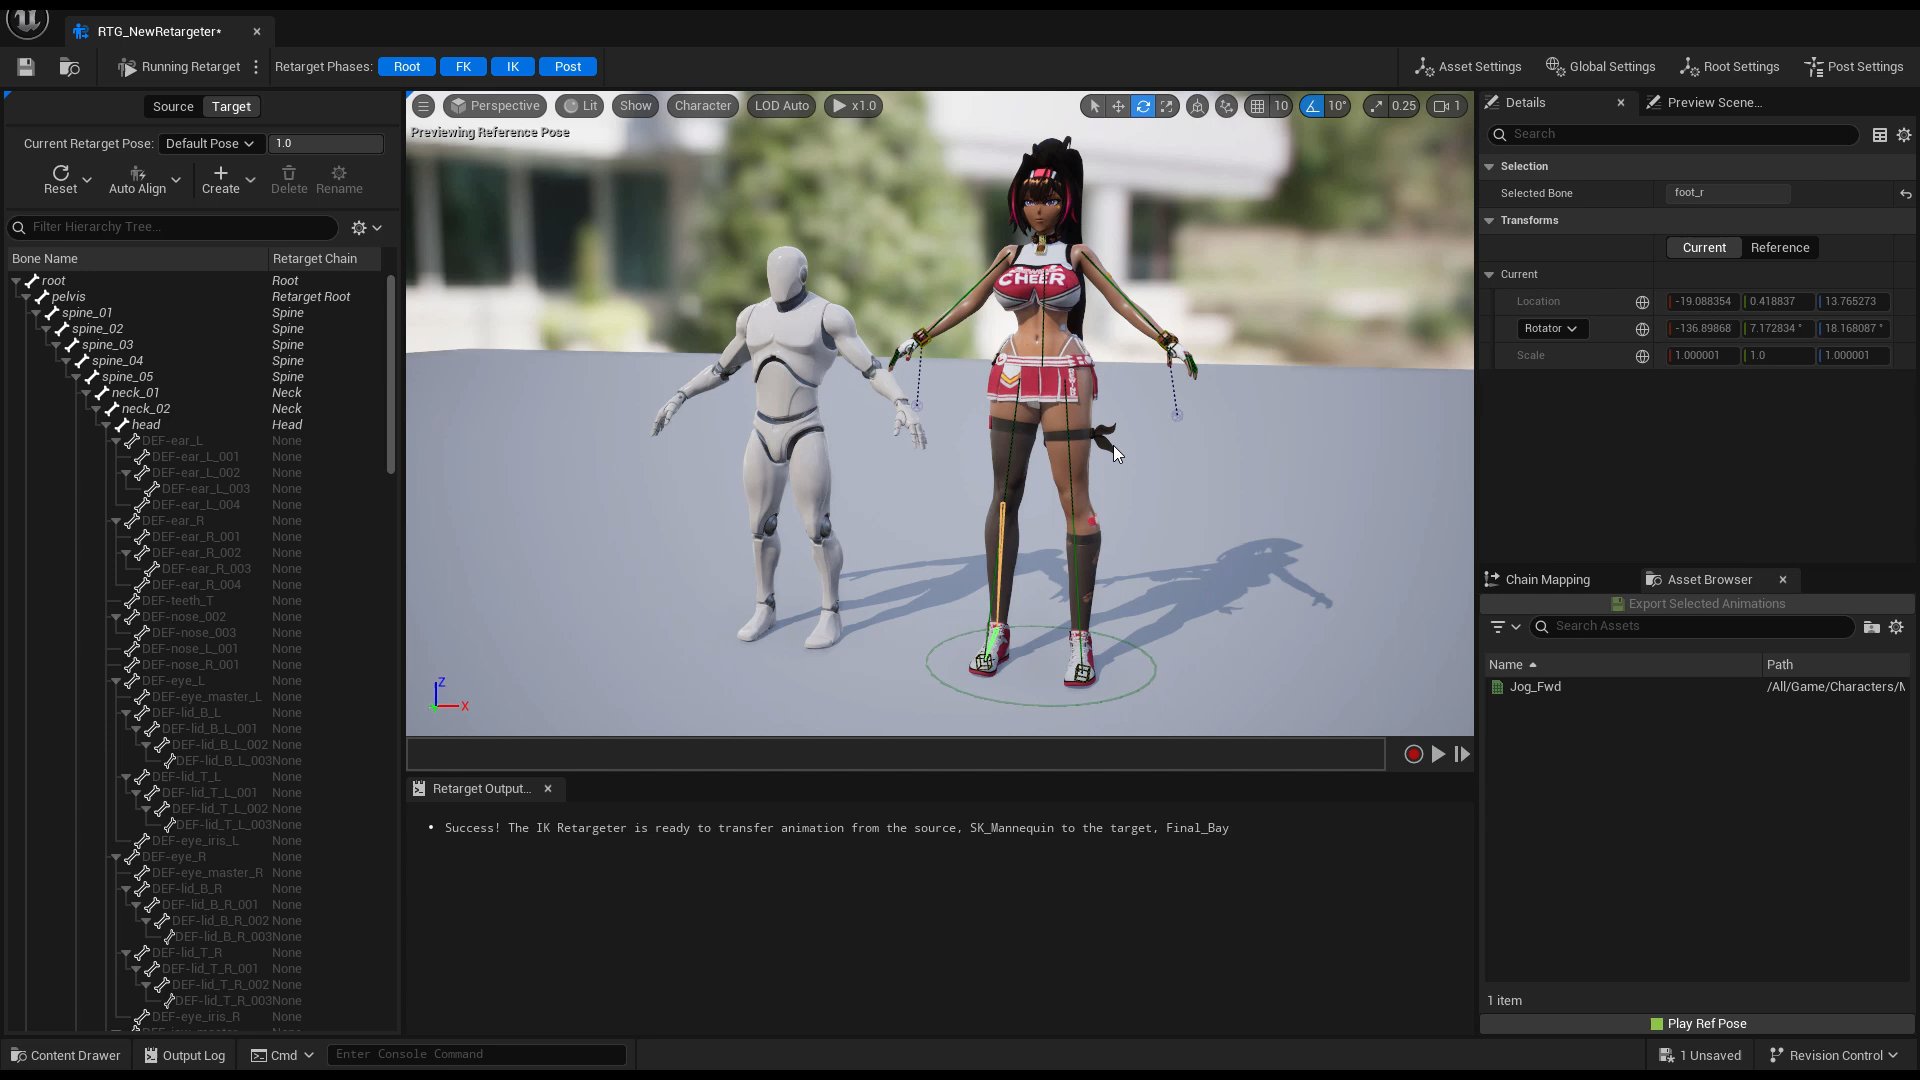 RTG_NewRetargeter*
Running Retarget
Retarget Phases:
Root
FK
IK
Post
Asset Settings
Global Settings
Root Settings
Post Settings
Source
Target
Current Retarget Pose:
Default Pose
1.0
Reset
Auto Align
Create
Delete
Rename
Filter Hierarchy Tree...
Bone Name
Retarget Chain
root Root
pelvis Retarget Root
spine_01 Spine
spine_02 Spine
spine_03 Spine
spine_04 Spine
spine_05 Spine
neck_01 Neck
neck_02 Neck
head Head
DEF-ear_L None
DEF-ear_L_001 None
DEF-ear_L_002 None
DEF-ear_L_003 None
DEF-ear_L_004 None
DEF-ear_R None
DEF-ear_R_001 None
DEF-ear_R_002 None
DEF-ear_R_003 None
DEF-ear_R_004 None
DEF-teeth_T None
DEF-nose_002 None
DEF-nose_003 None
DEF-nose_L_001 None
DEF-nose_R_001 None
DEF-eye_L None
DEF-eye_master_L None
DEF-lid_B_L None
DEF-lid_B_L_001 None
DEF-lid_B_L_002 None
DEF-lid_B_L_003 None
DEF-lid_T_L None
DEF-lid_T_L_001 None
DEF-lid_T_L_002 None
DEF-lid_T_L_003 None
DEF-eye_iris_L None
DEF-eye_R None
DEF-eye_master_R None
DEF-lid_B_R None
DEF-lid_B_R_001 None
DEF-lid_B_R_002 None
DEF-lid_B_R_003 None
DEF-lid_T_R None
DEF-lid_T_R_001 None
DEF-lid_T_R_002 None
DEF-lid_T_R_003 None
DEF-eye_iris_R None
Perspective
Lit
Show
Character
LOD Auto
x1.0
10
10°
0.25
1
Previewing Reference Pose
CHEER
Z
X
Retarget Output...
• Success! The IK Retargeter is ready to transfer animation from the source, SK_Mannequin to the target, Final_Bay
Details
Preview Scene...
Search
Selection
Selected Bone foot_r
Transforms
Current
Reference
Current
Location -19.088354 0.418837 13.765273
Rotator -136.89868 7.172834 ° 18.168087 °
Scale 1.000001 1.0 1.000001
Chain Mapping
Asset Browser
Export Selected Animations
Search Assets
Name
Path
Jog_Fwd /All/Game/Characters/M
1 item
Play Ref Pose
Content Drawer
Output Log
Cmd
Enter Console Command
1 Unsaved
Revision Control